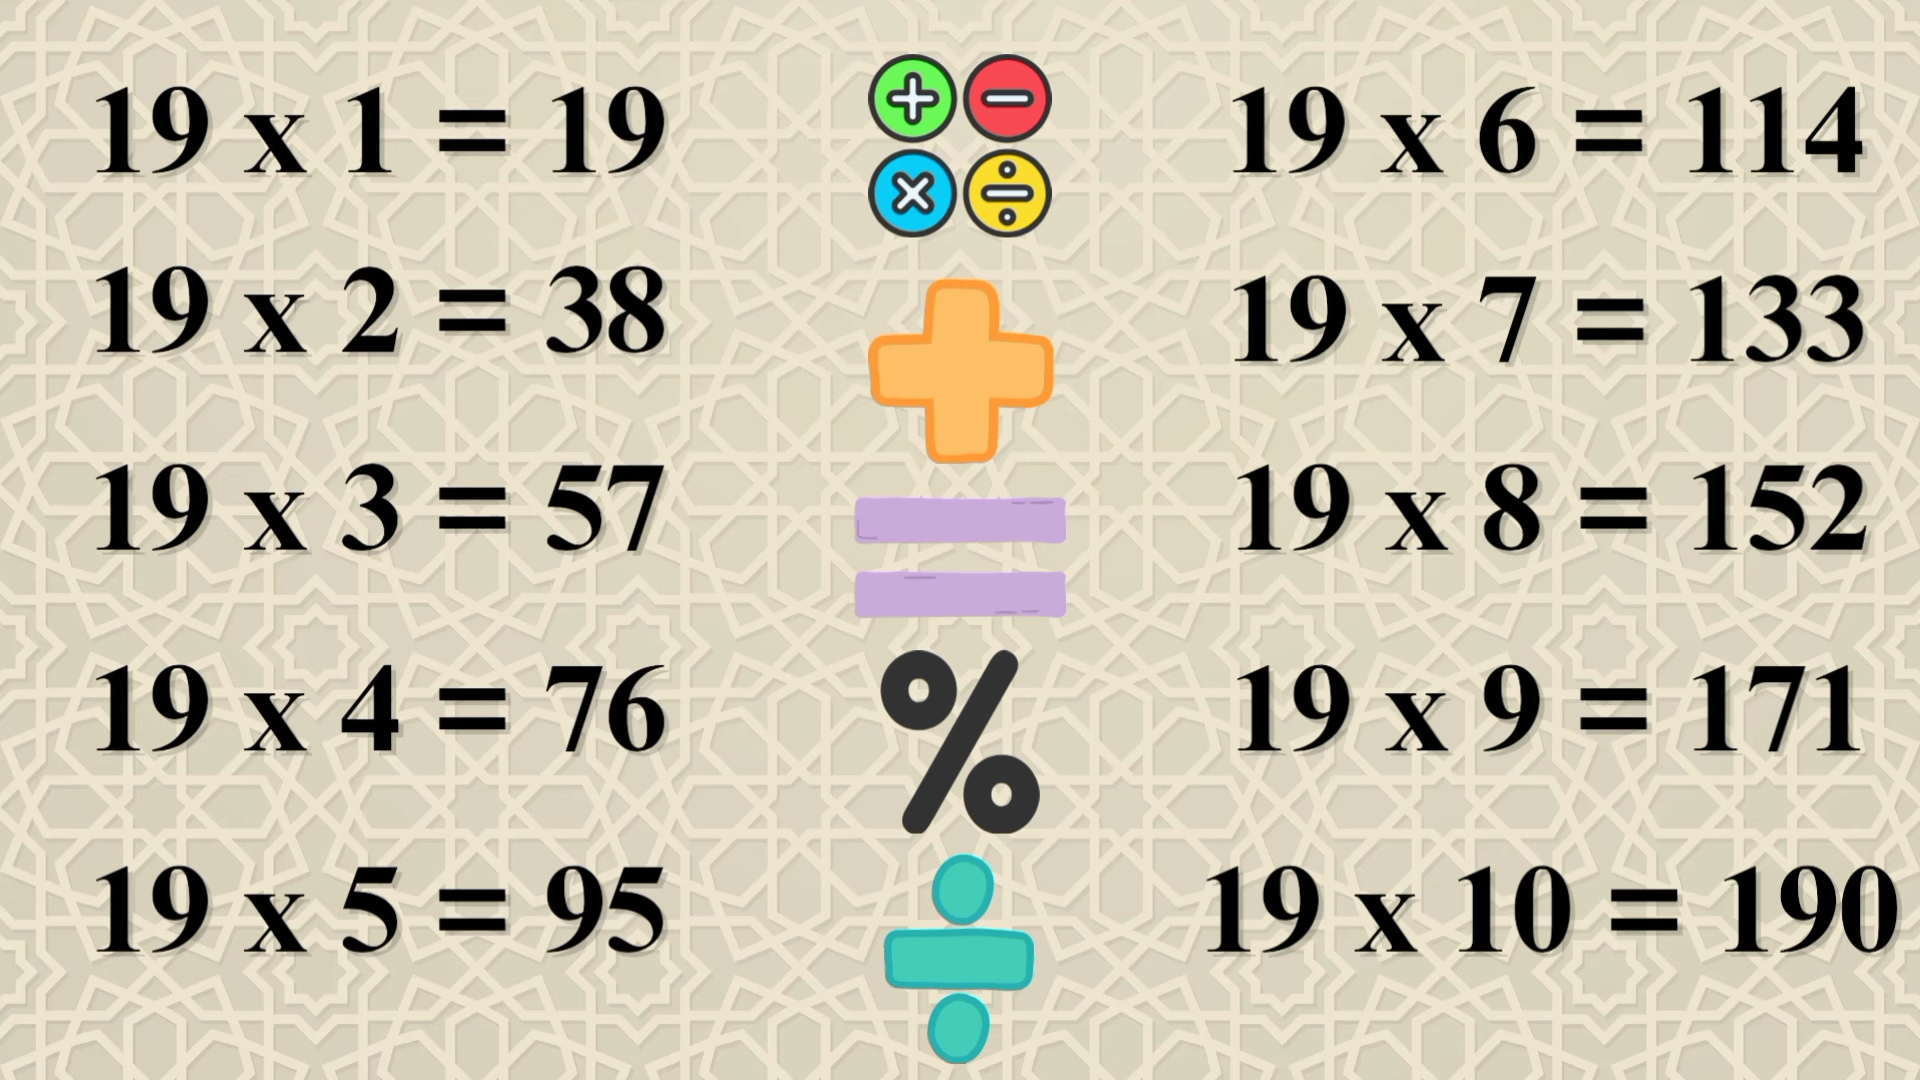 19 x 1 = 19
19 x 2 = 38
19 x 3 = 57
19 x 4 = 76
19 x 5 = 95
+ −
× ÷
+
=
%
÷
19 x 6 = 114
19 x 7 = 133
19 x 8 = 152
19 x 9 = 171
19 x 10 = 190